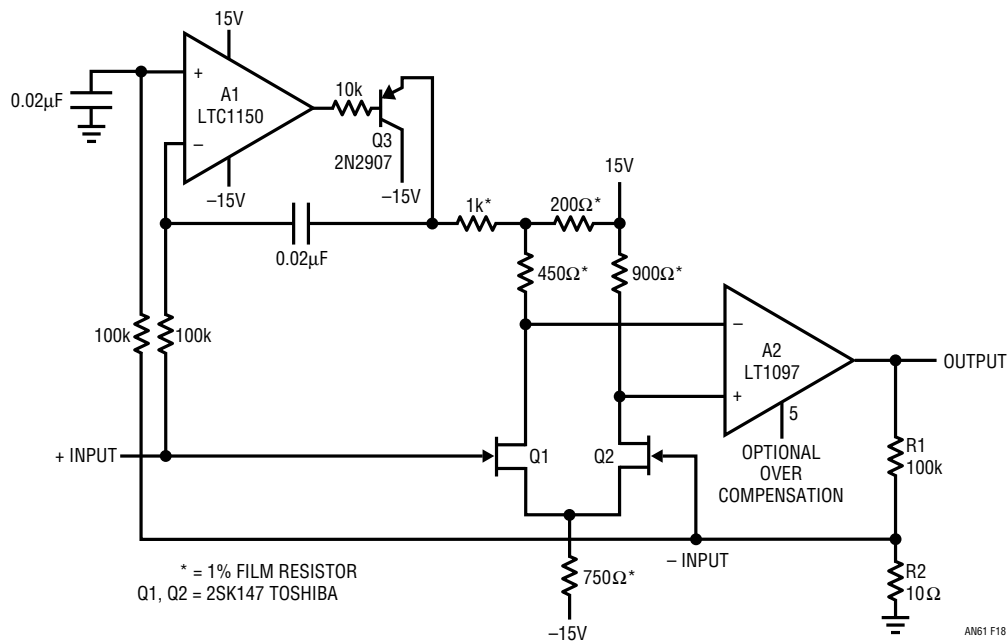 15V
+
A1
LTC1150
–
–15V
0.02µF
10k
Q3
2N2907
–15V
0.02µF
1k*
200Ω*
15V
450Ω*
900Ω*
100k
100k
–
A2
LT1097
+
5
OPTIONAL
OVER
COMPENSATION
OUTPUT
R1
100k
+ INPUT
Q1
Q2
– INPUT
R2
10Ω
750Ω*
–15V
* = 1% FILM RESISTOR
Q1, Q2 = 2SK147 TOSHIBA
AN61 F18